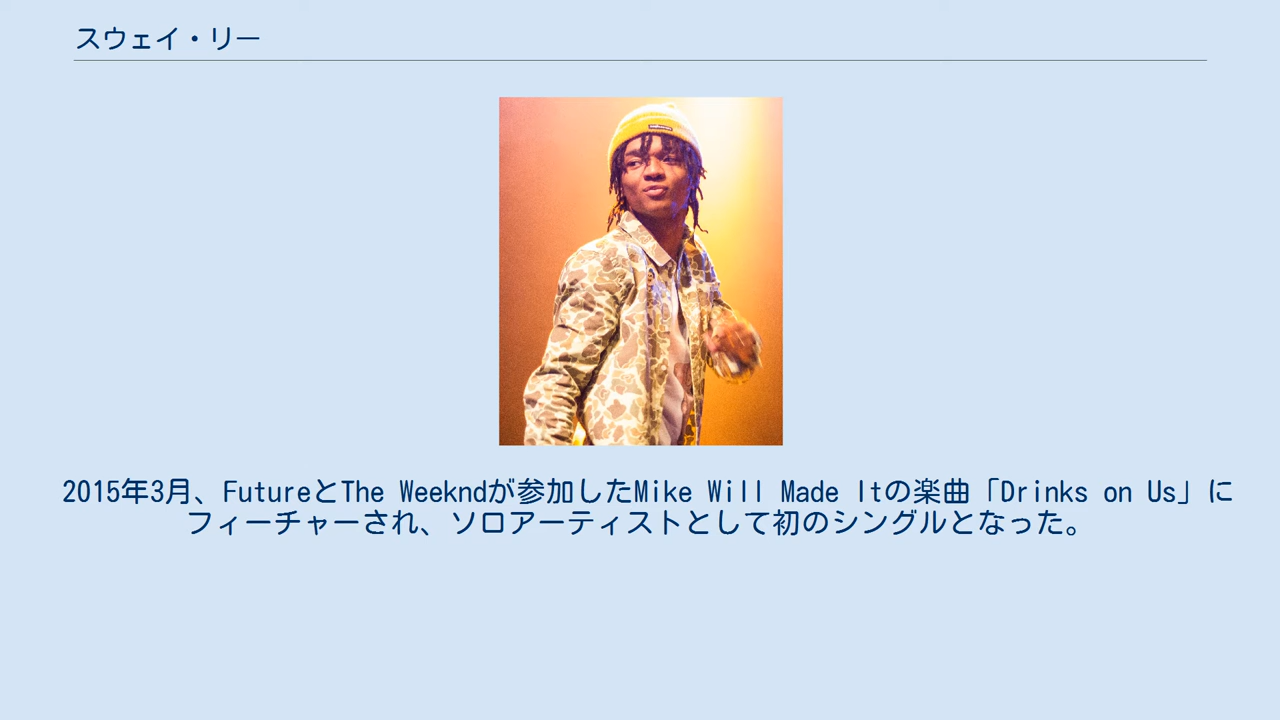 スウェイ・リー
2015年3月、FutureとThe Weekndが参加したMike Will Made Itの楽曲「Drinks on Us」に
フィーチャーされ、ソロアーティストとして初のシングルとなった。